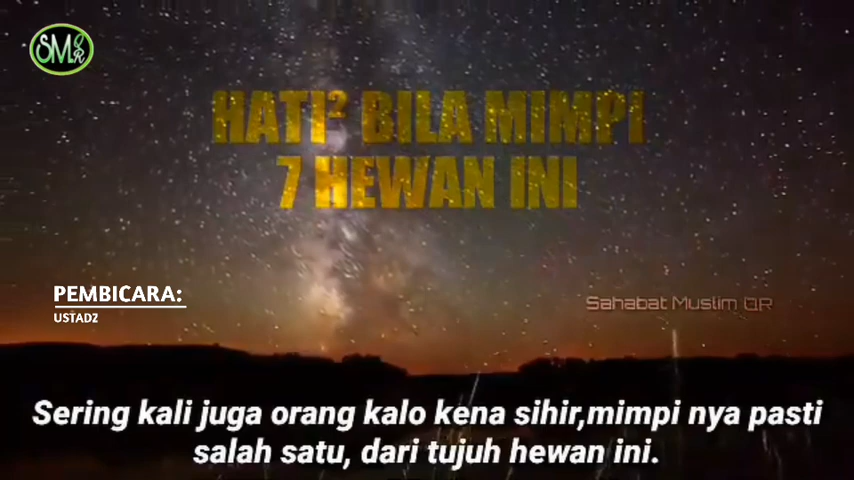 SMQR
HATI² BILA MIMPI
7 HEWAN INI
PEMBICARA:
USTADZ
Sahabat Muslim QR
Sering kali juga orang kalo kena sihir,mimpi nya pasti
salah satu, dari tujuh hewan ini.